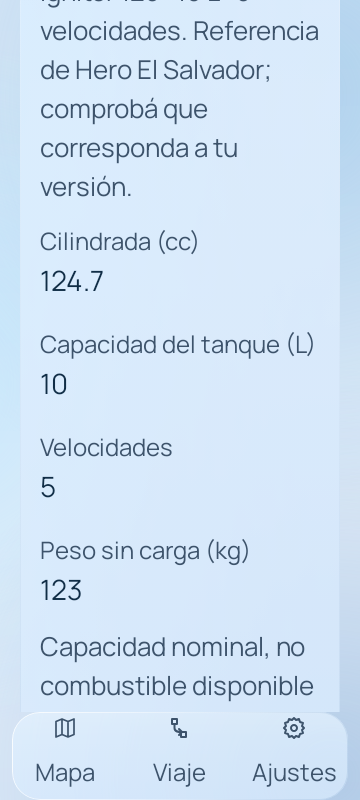 velocidades. Referencia
de Hero El Salvador;
comprobá que
corresponda a tu
versión.
Cilindrada (cc)
124.7
Capacidad del tanque (L)
10
Velocidades
5
Peso sin carga (kg)
123
Capacidad nominal, no
combustible disponible
Mapa
Viaje
Ajustes